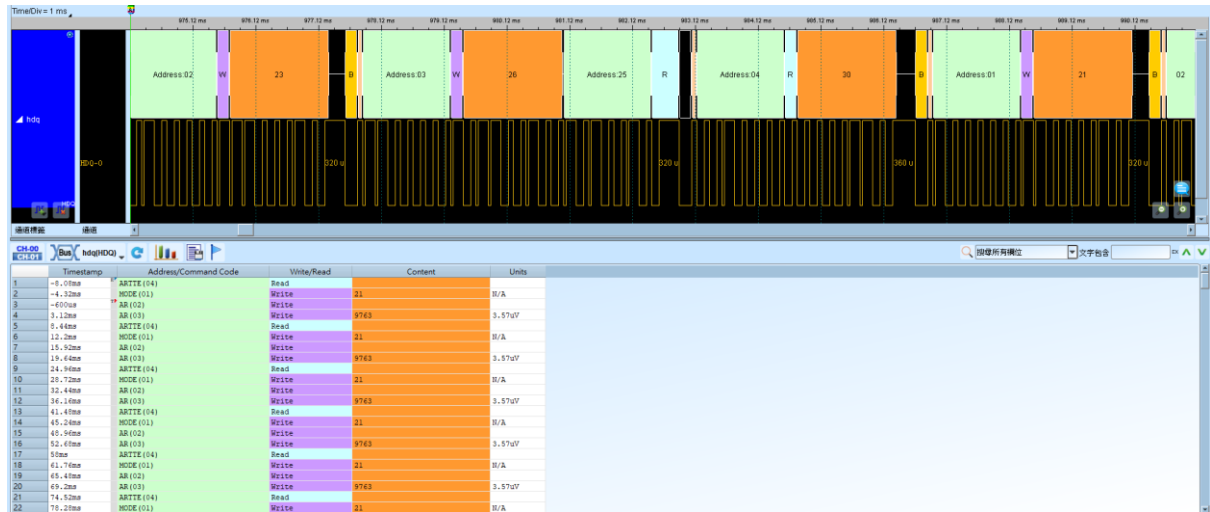 Time/Div= 1 ms
975.12 ms 976.12 ms 977.12 ms 978.12 ms 979.12 ms 980.12 ms 981.12 ms 982.12 ms 983.12 ms 984.12 ms 985.12 ms 986.12 ms 987.12 ms 988.12 ms 989.12 ms 990.12 ms
Address:02 W 23 B Address:03 W 26 Address:25 R Address:04 R 30 B Address:01 W 21 B 02
hdq
HDQ-0 320 u 320 u 360 u 320 u
HDQ
通道標籤 通道
CH-00 CH-01 Bus hdq(HDQ) 搜尋所有欄位 文字包含
Timestamp Address/Command Code Write/Read Content Units
1 -8.08ms ARTTE(04) Read
2 -4.32ms MODE(01) Write 21 N/A
3 -600us AR(02) Write
4 3.12ms AR(03) Write 9763 3.57uV
5 8.44ms ARTTE(04) Read
6 12.2ms MODE(01) Write 21 N/A
7 15.92ms AR(02) Write
8 19.64ms AR(03) Write 9763 3.57uV
9 24.96ms ARTTE(04) Read
10 28.72ms MODE(01) Write 21 N/A
11 32.44ms AR(02) Write
12 36.16ms AR(03) Write 9763 3.57uV
13 41.48ms ARTTE(04) Read
14 45.24ms MODE(01) Write 21 N/A
15 48.96ms AR(02) Write
16 52.68ms AR(03) Write 9763 3.57uV
17 58ms ARTTE(04) Read
18 61.76ms MODE(01) Write 21 N/A
19 65.48ms AR(02) Write
20 69.2ms AR(03) Write 9763 3.57uV
21 74.52ms ARTTE(04) Read
22 78.28ms MODE(01) Write 21 N/A